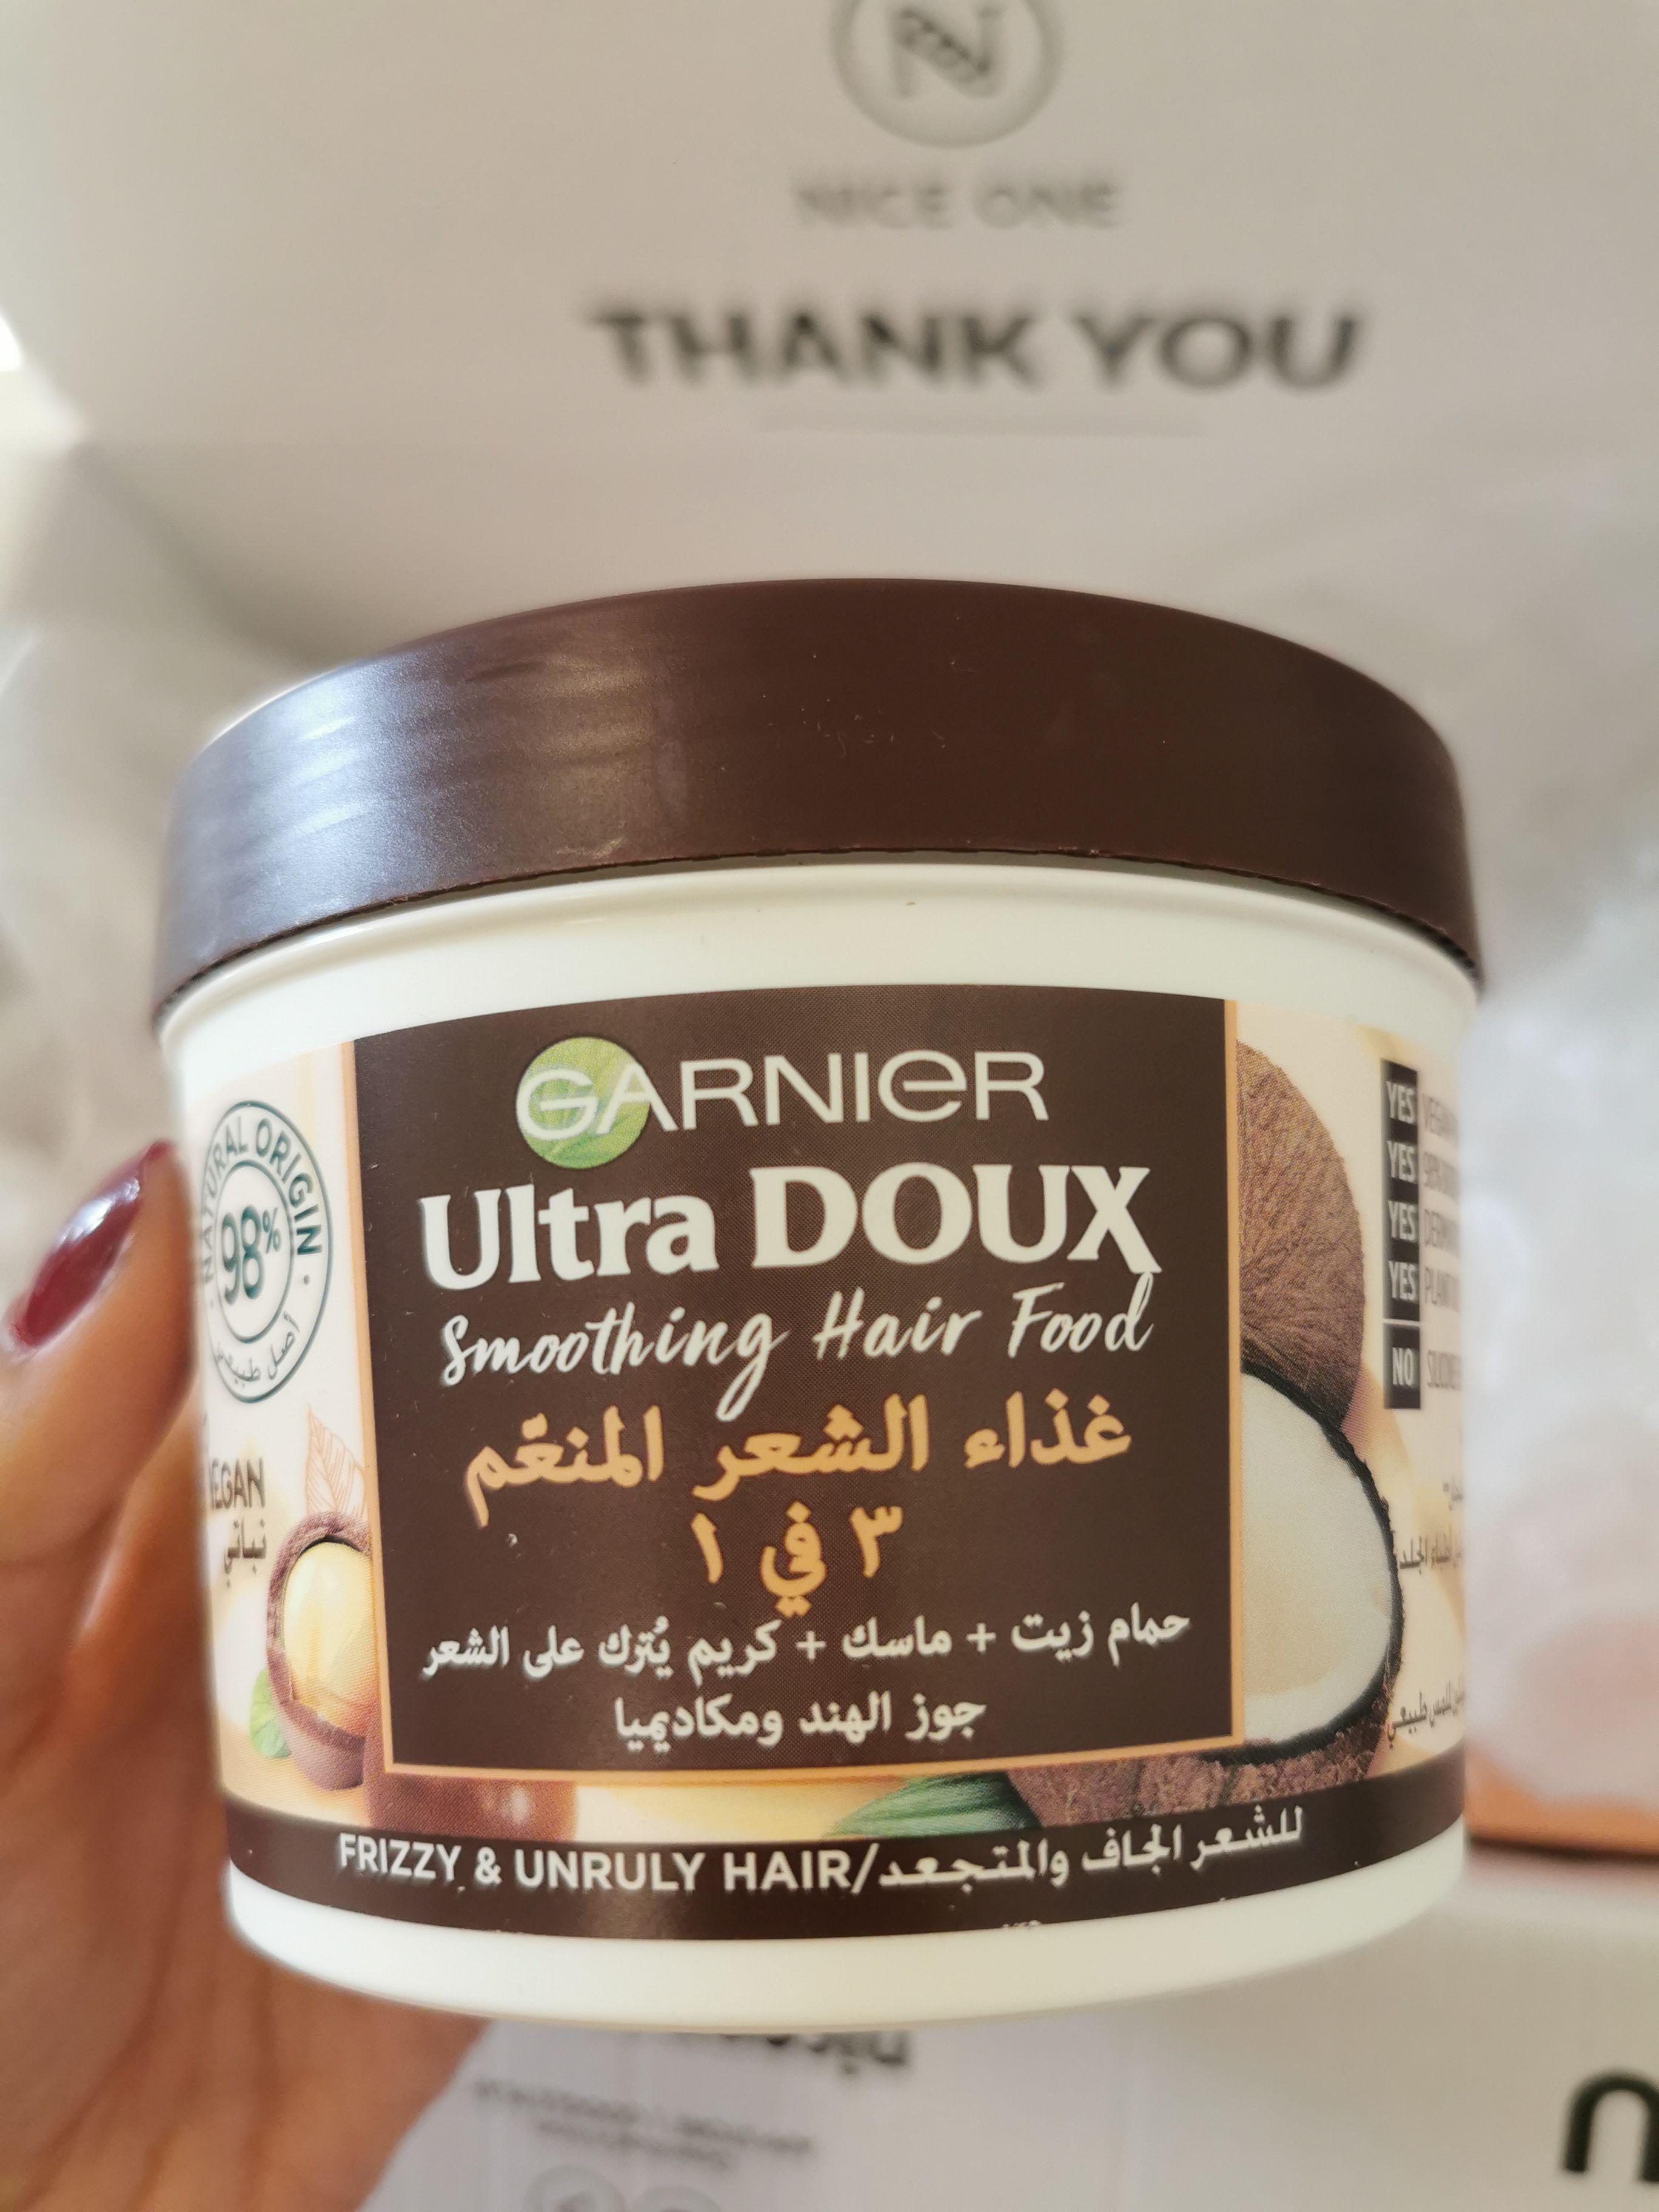 NICE ONE
THANK YOU
GARNIER
Ultra DOUX
Smoothing Hair Food
غذاء الشعر المنعّم
٣ في ١
حمام زيت + ماسك + كريم يُترك على الشعر
جوز الهند ومكاديميا
FRIZZY & UNRULY HAIR/للشعر الجاف والمتجعد
NATURAL ORIGIN
98%
أصل طبيعي
VEGAN
نباتي
YES
YES
YES
YES
NO